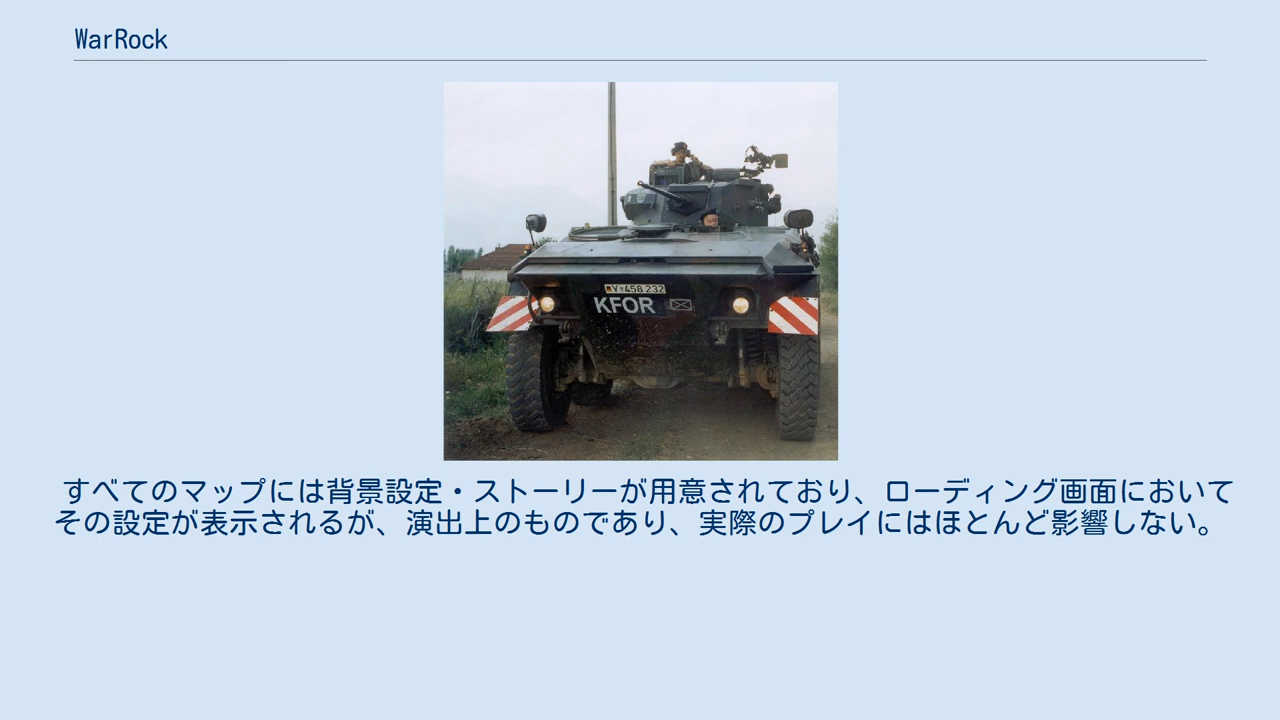 WarRock
Y-458 232
KFOR
すべてのマップには背景設定・ストーリーが用意されており、ローディング画面において
その設定が表示されるが、演出上のものであり、実際のプレイにはほとんど影響しない。